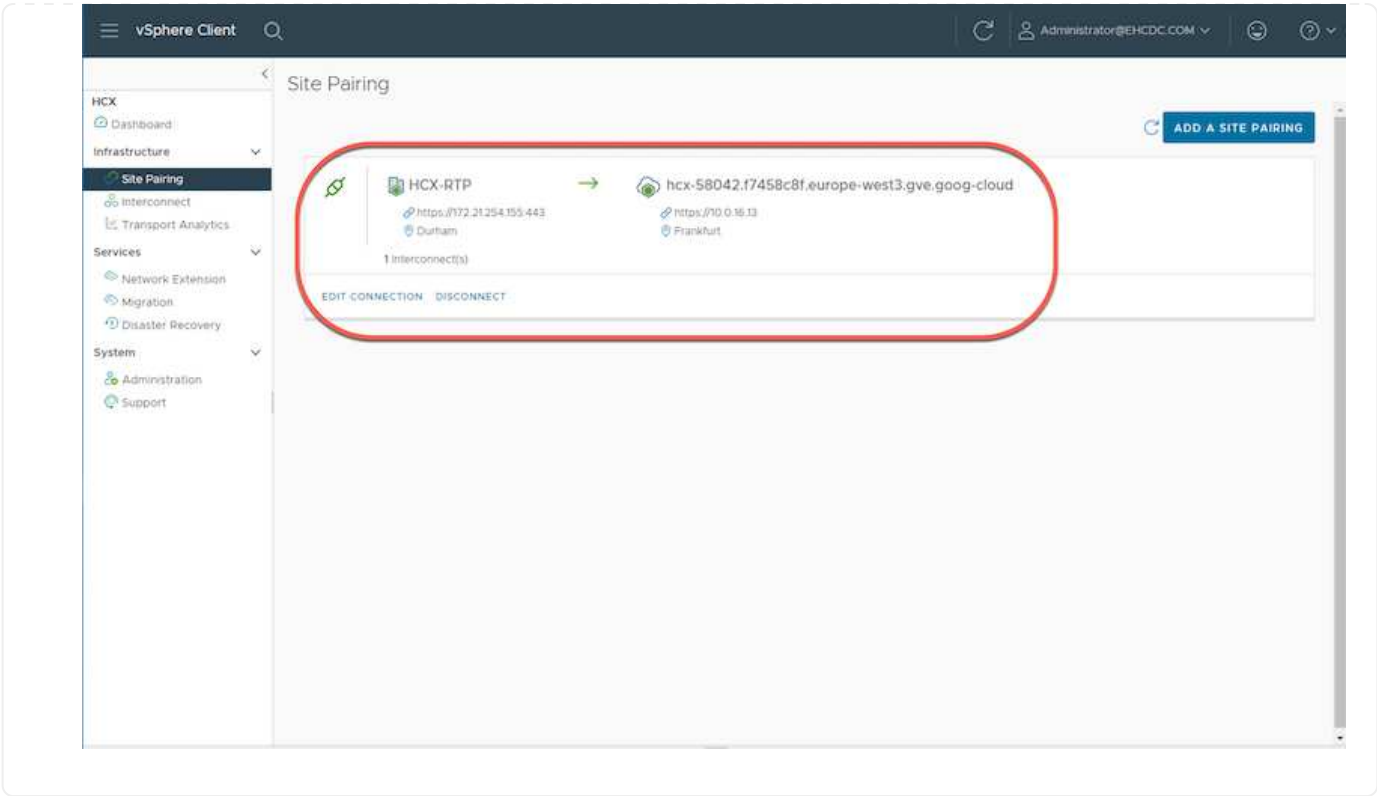 vSphere Client
Administrator@EHCDC.COM
Site Pairing
HCX
Dashboard
Infrastructure
Site Pairing
Interconnect
Transport Analytics
Services
Network Extension
Migration
Disaster Recovery
System
Administration
Support
ADD A SITE PAIRING
HCX-RTP
https://172.21.254.155:443
Durham
1 Interconnect(s)
hcx-58042.f7458c8f.europe-west3.gve.goog-cloud
https://10.0.16.13
Frankfurt
EDIT CONNECTION DISCONNECT